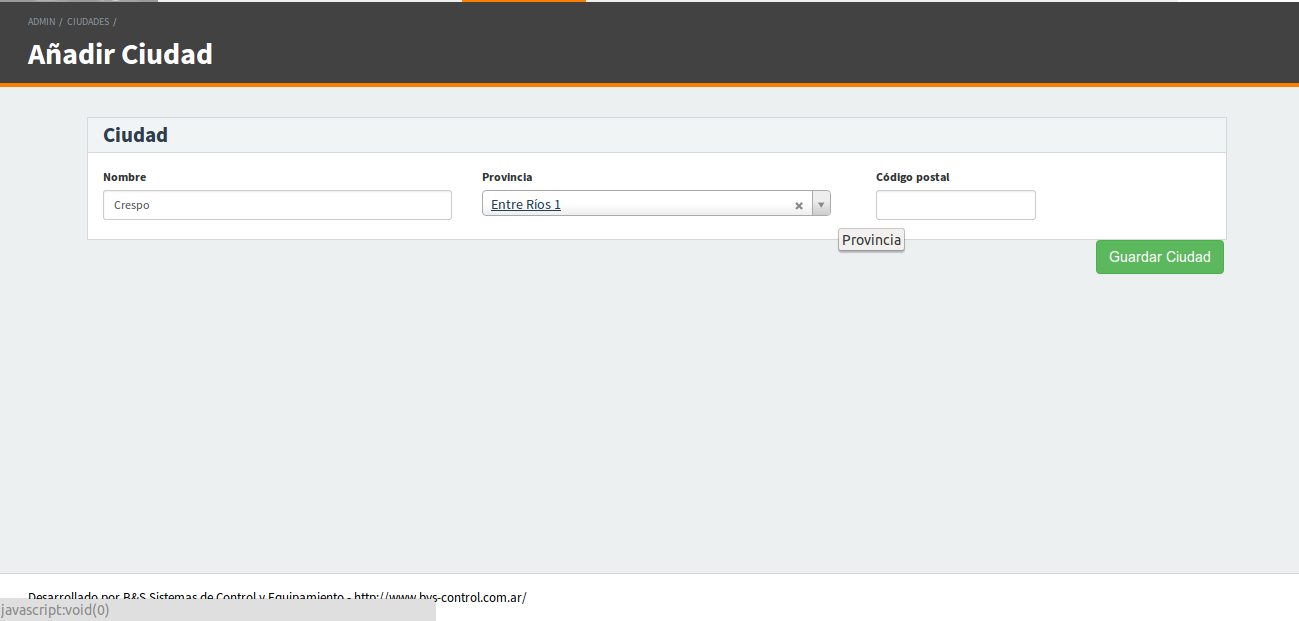 ADMIN / CIUDADES /
Añadir Ciudad
Ciudad
Nombre
Provincia
Código postal
Crespo
Entre Ríos 1
Provincia
Guardar Ciudad
Desarrollado por B&S Sistemas de Control y Equipamiento - http://www.bys-control.com.ar/
javascript:void(0)